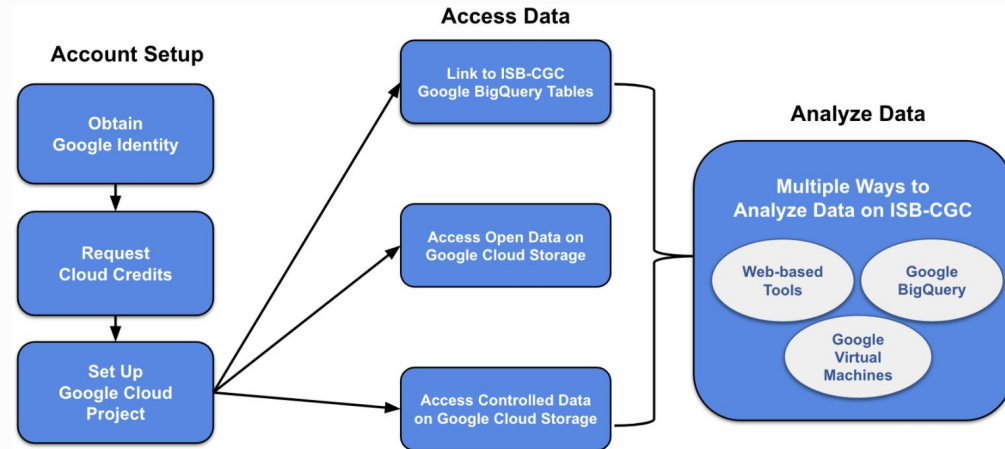 Account Setup
Obtain
Google Identity
Request
Cloud Credits
Set Up
Google Cloud
Project
Access Data
Link to ISB-CGC
Google BigQuery Tables
Access Open Data on
Google Cloud Storage
Access Controlled Data
on Google Cloud Storage
Analyze Data
Multiple Ways to
Analyze Data on ISB-CGC
Web-based
Tools
Google
BigQuery
Google
Virtual
Machines